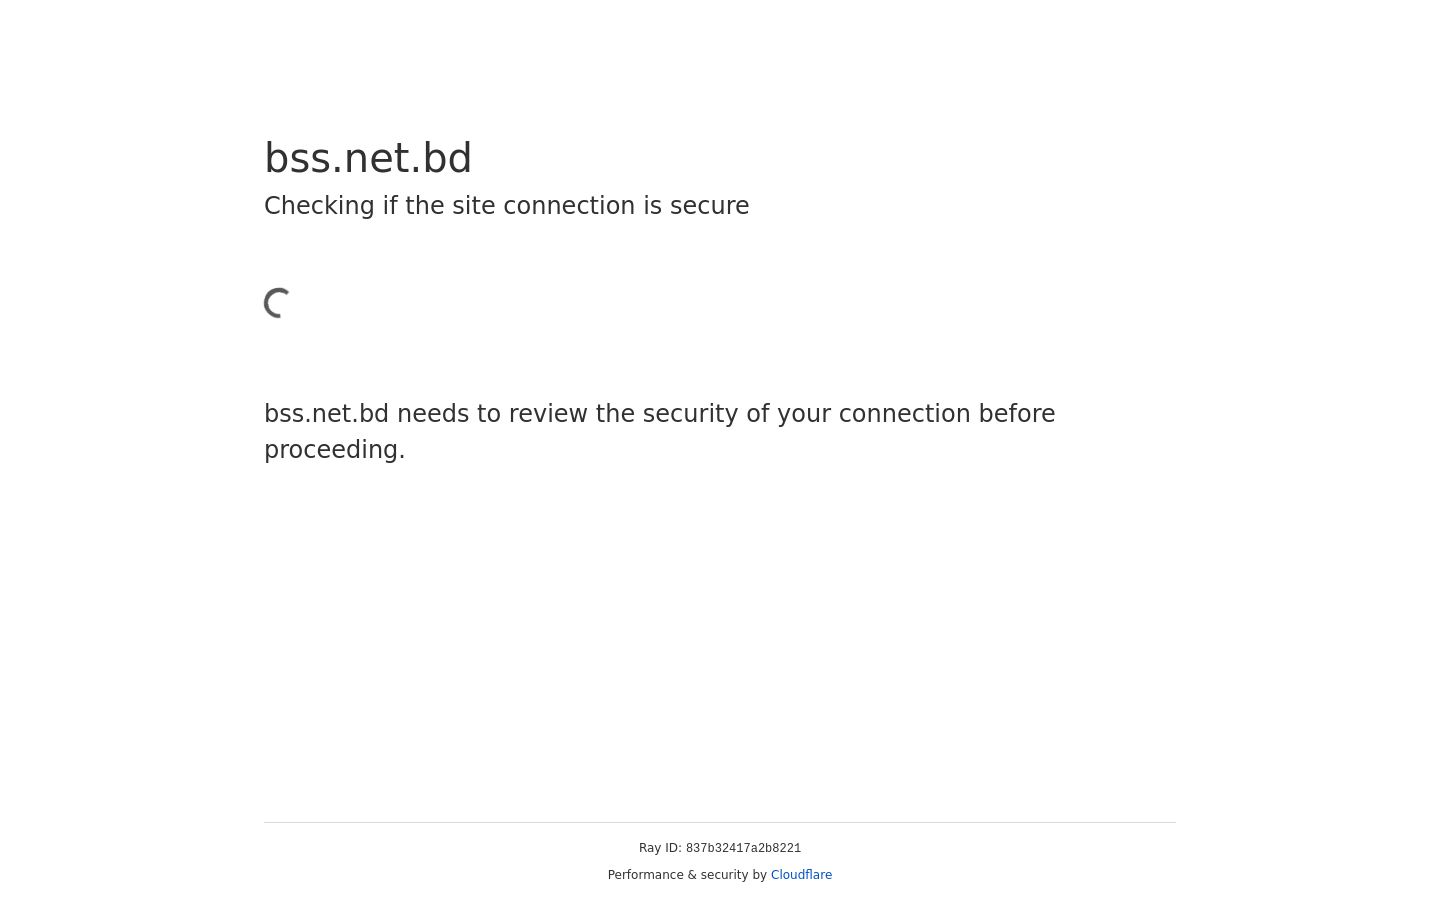 bss.net.bd
Checking if the site connection is secure
bss.net.bd needs to review the security of your connection before
proceeding.
Ray ID: 837b32417a2b8221
Performance & security by Cloudflare